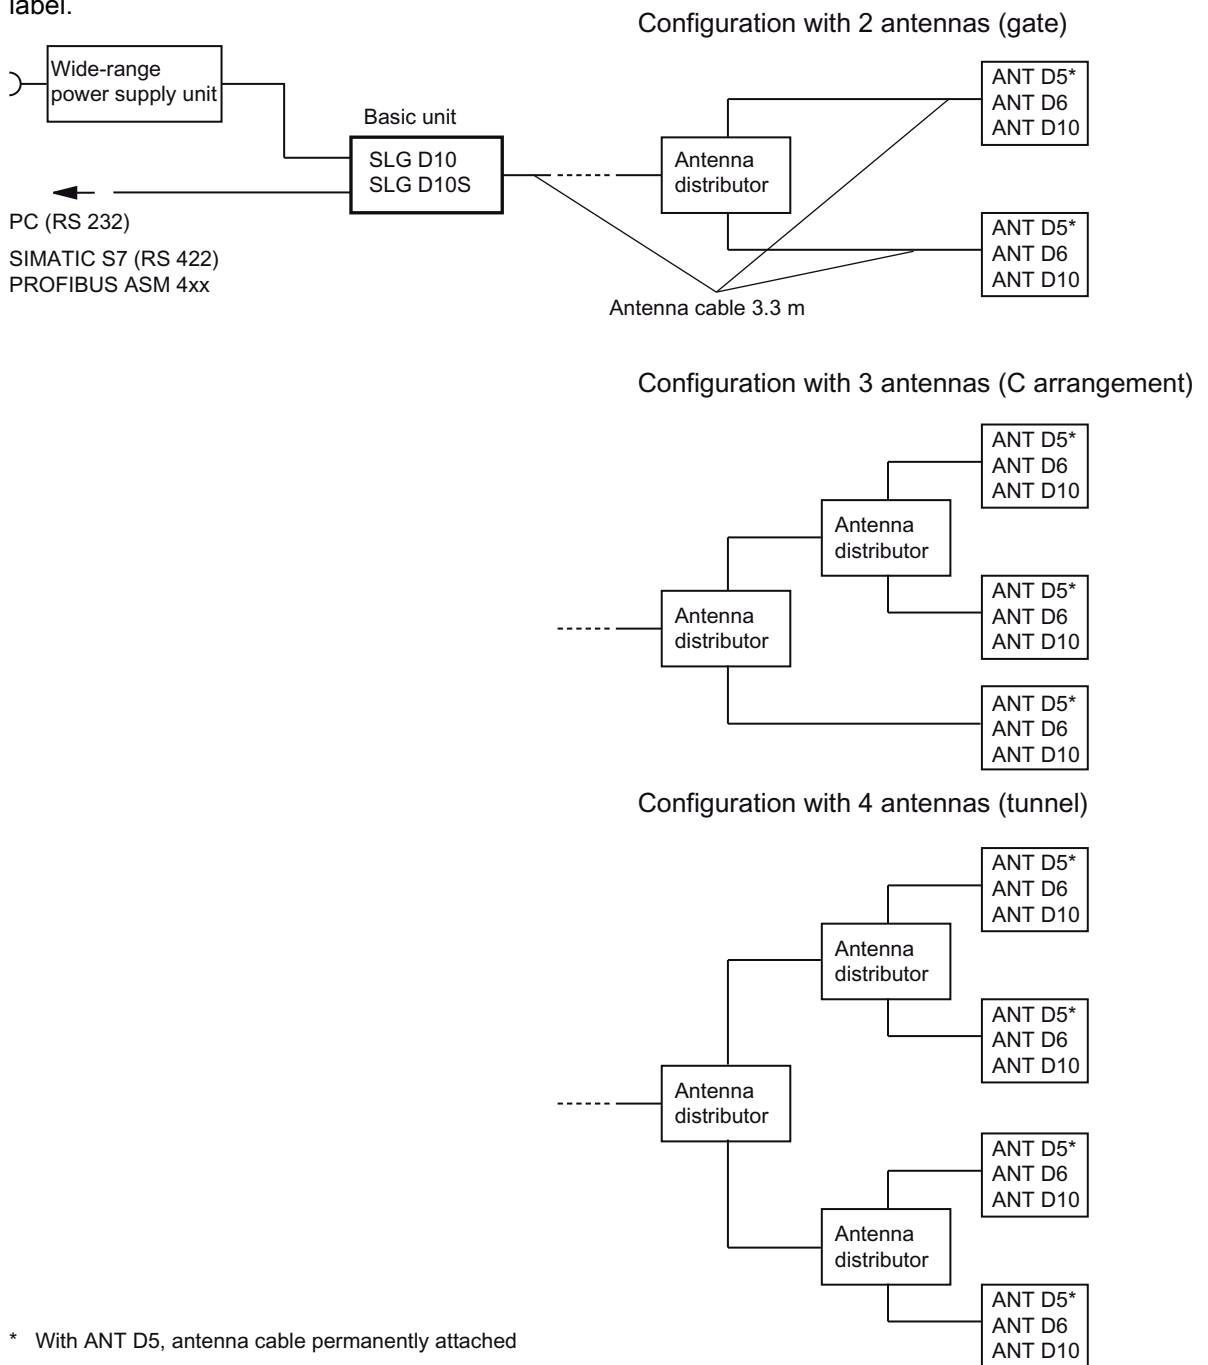 label.
Configuration with 2 antennas (gate)
Wide-range
power supply unit
Basic unit
SLG D10
SLG D10S
PC (RS 232)
SIMATIC S7 (RS 422)
PROFIBUS ASM 4xx
Antenna
distributor
ANT D5*
ANT D6
ANT D10
ANT D5*
ANT D6
ANT D10
Antenna cable 3.3 m
Configuration with 3 antennas (C arrangement)
ANT D5*
ANT D6
ANT D10
Antenna
distributor
ANT D5*
ANT D6
ANT D10
Antenna
distributor
ANT D5*
ANT D6
ANT D10
Configuration with 4 antennas (tunnel)
ANT D5*
ANT D6
ANT D10
Antenna
distributor
ANT D5*
ANT D6
ANT D10
Antenna
distributor
ANT D5*
ANT D6
ANT D10
Antenna
distributor
ANT D5*
ANT D6
ANT D10
* With ANT D5, antenna cable permanently attached